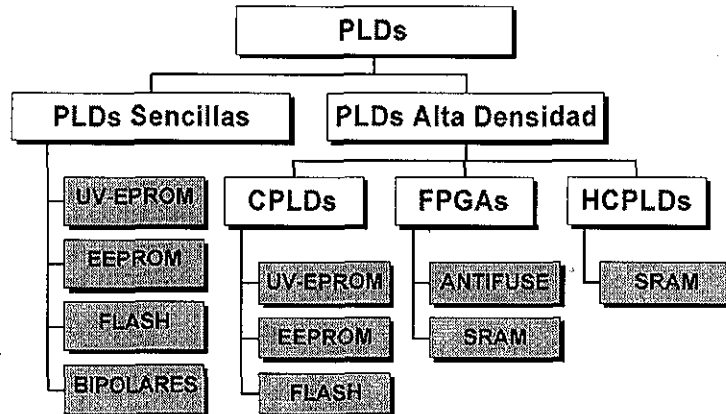 PLDs
PLDs Sencillas
PLDs Alta Densidad
UV-EPROM
EEPROM
FLASH
BIPOLARES
CPLDs
FPGAs
HCPLDs
UV-EPROM
EEPROM
FLASH
ANTIFUSE
SRAM
SRAM